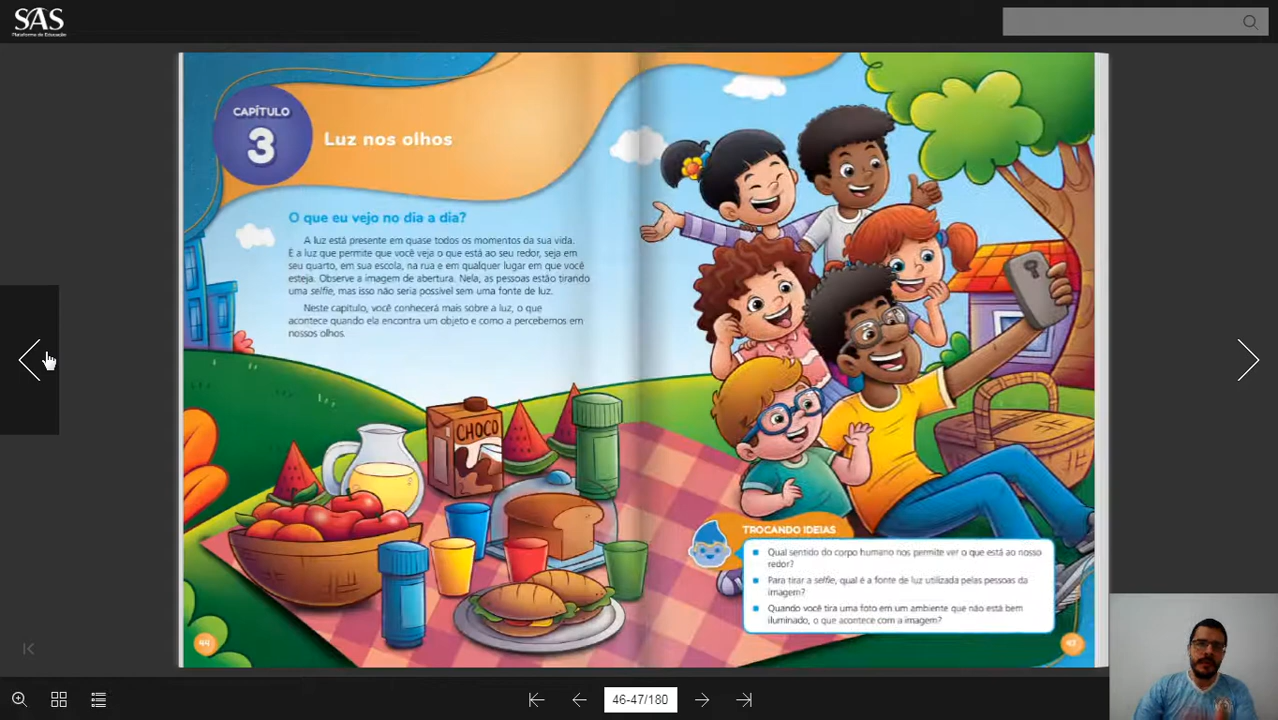 SAS
Plataforma de Educação
CAPÍTULO
3
Luz nos olhos
O que eu vejo no dia a dia?
A luz está presente em quase todos os momentos da sua vida.
É a luz que permite que você veja o que está ao seu redor, seja em
seu quarto, em sua escola, na rua e em qualquer lugar em que você
esteja. Observe a imagem de abertura. Nela, as pessoas estão tirando
uma selfie, mas isso não seria possível sem uma fonte de luz.
Neste capítulo, você conhecerá mais sobre a luz, o que
acontece quando ela encontra um objeto e como a percebemos em
nossos olhos.
CHOCO
TROCANDO IDEIAS
Qual sentido do corpo humano nos permite ver o que está ao nosso
redor?
Para tirar a selfie, qual é a fonte de luz utilizada pelas pessoas da
imagem?
Quando você tira uma foto em um ambiente que não está bem
iluminado, o que acontece com a imagem?
44
45
46-47/180